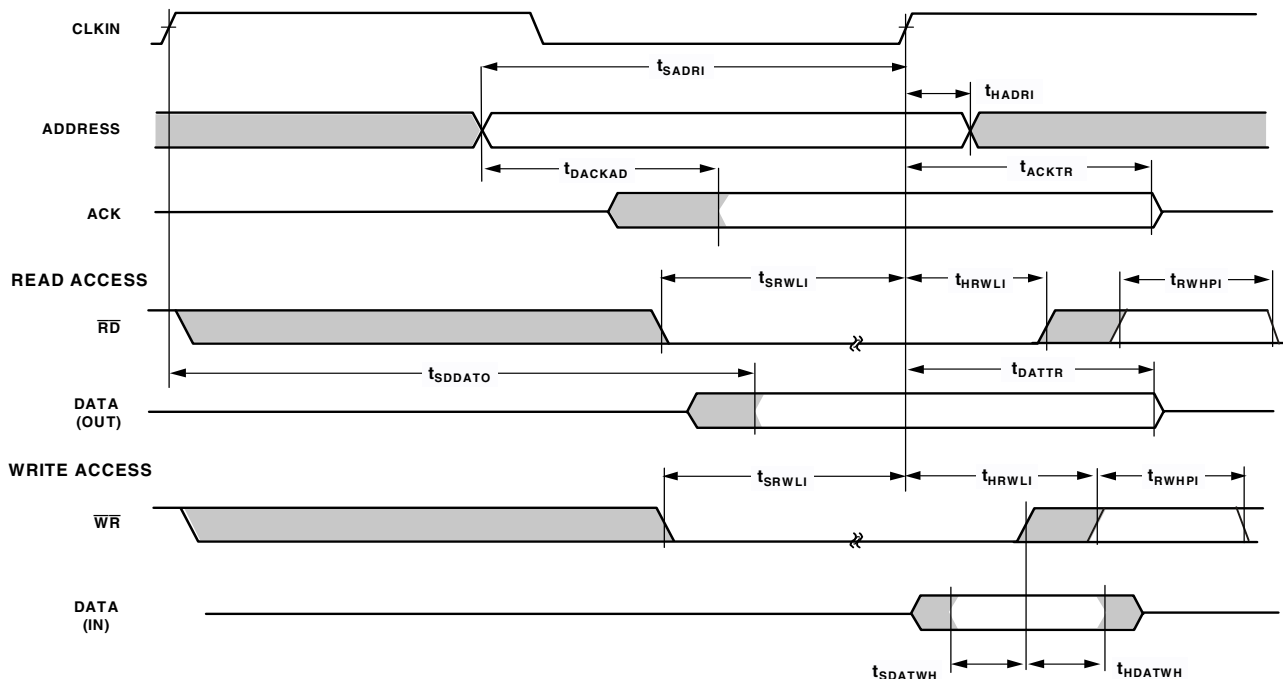 CLKIN
tSADRI
tHADRI
ADDRESS
tDACKAD
tACKTR
ACK
READ ACCESS
tSRWLI
tHRWLI
tRWHPI
RD
tSDDATO
tDATTR
DATA
(OUT)
WRITE ACCESS
tSRWLI
tHRWLI
tRWHPI
WR
DATA
(IN)
tSDATWH
tHDATWH